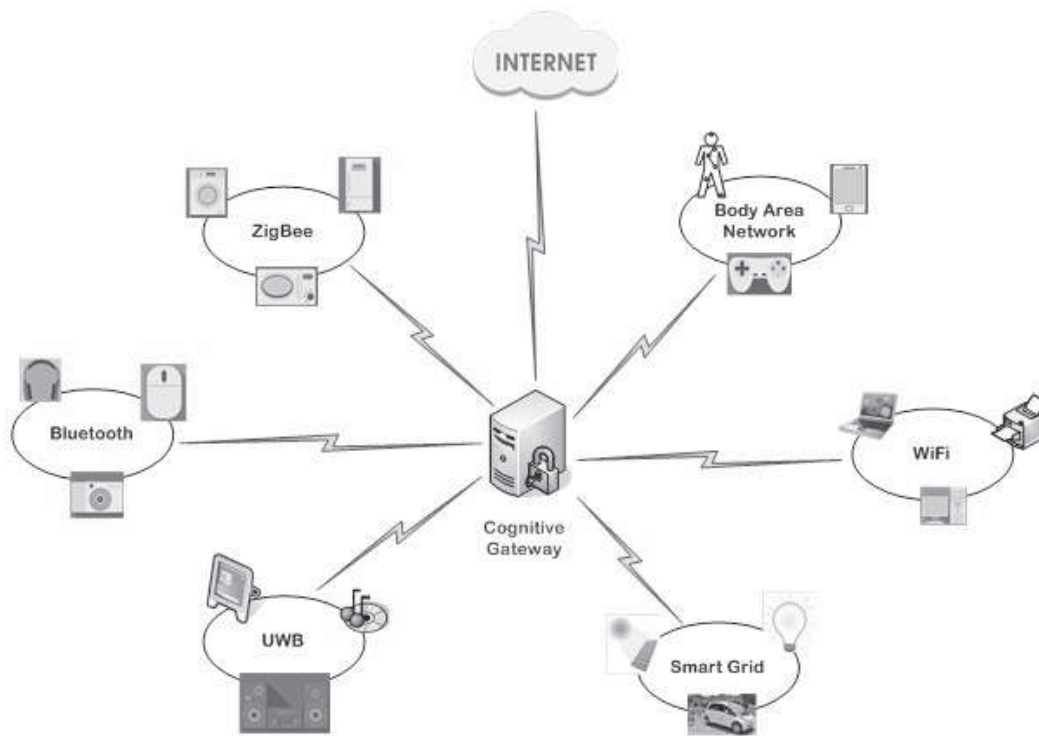 INTERNET
Body Area
Network
ZigBee
Bluetooth
WiFi
Cognitive
Gateway
UWB
Smart Grid